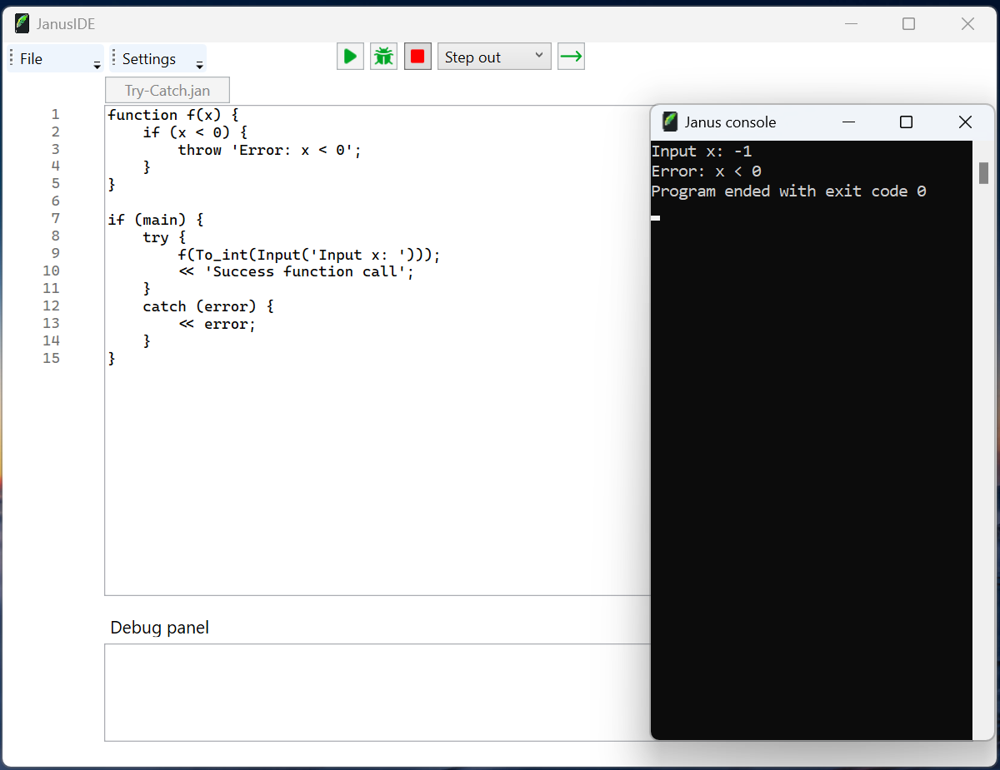 JanusIDE
File
Settings
Step out
Try-Catch.jan
1 function f(x) {
2 if (x < 0) {
3 throw 'Error: x < 0';
4 }
5 }
6
7 if (main) {
8 try {
9 f(To_int(Input('Input x: ')));
10 << 'Success function call';
11 }
12 catch (error) {
13 << error;
14 }
15 }
Debug panel
Janus console
Input x: -1
Error: x < 0
Program ended with exit code 0